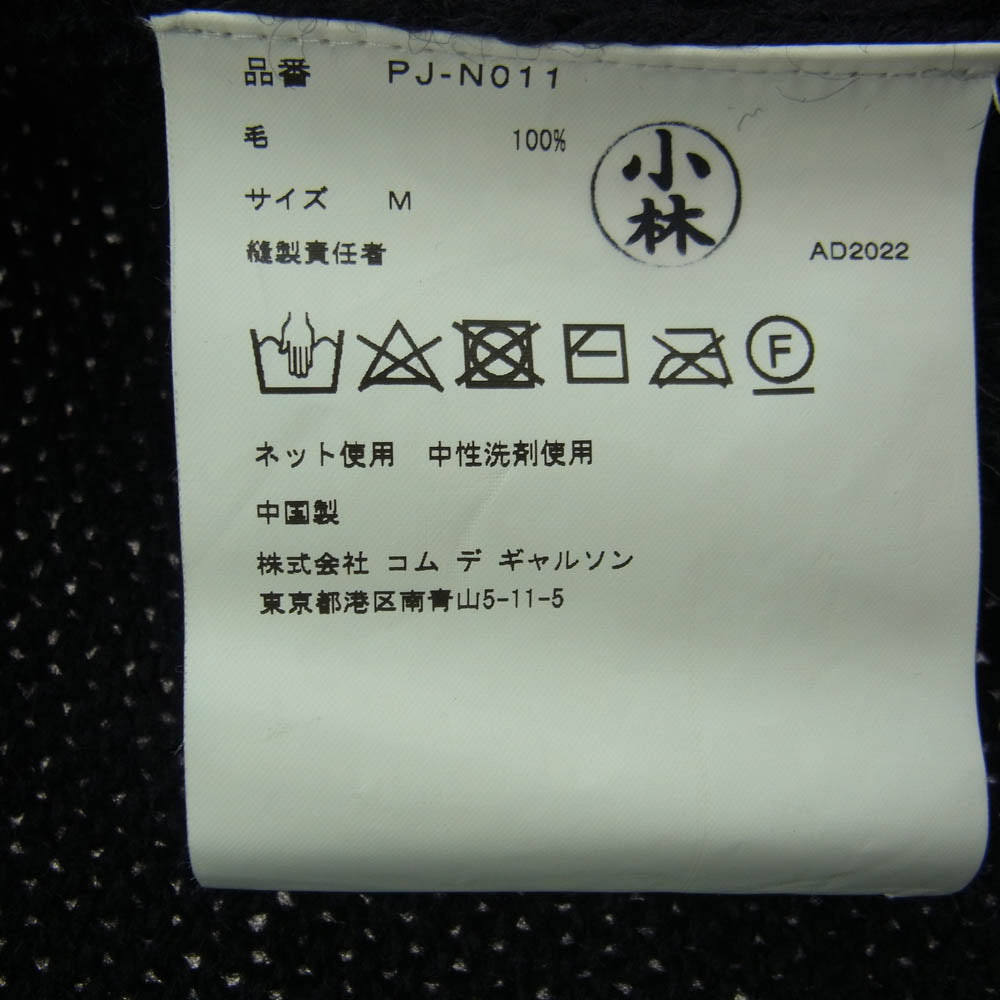 品番 PJ-N011
毛 100%
小林
サイズ M
縫製責任者 AD2022
F
ネット使用 中性洗剤使用
中国製
株式会社 コム デ ギャルソン
東京都港区南青山5-11-5